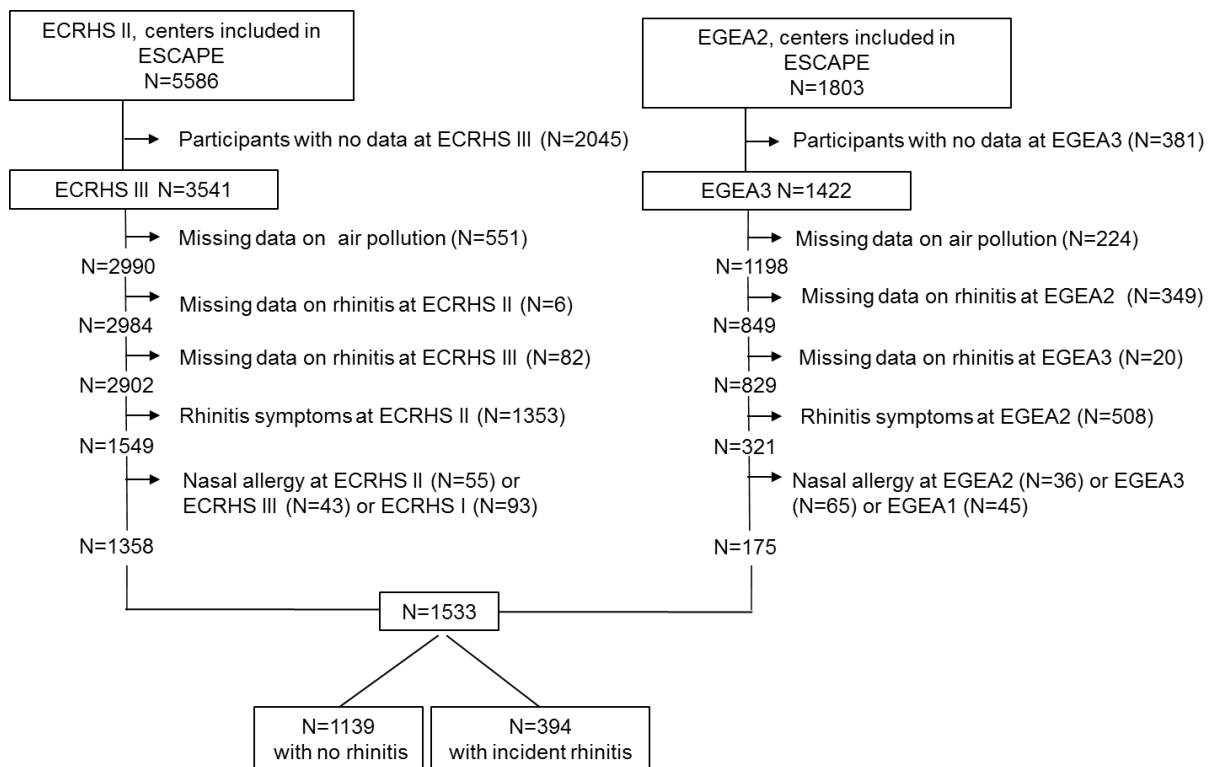 ECRHS II, centers included in
ESCAPE
N=5586
Participants with no data at ECRHS III (N=2045)
ECRHS III N=3541
Missing data on air pollution (N=551)
N=2990
Missing data on rhinitis at ECRHS II (N=6)
N=2984
Missing data on rhinitis at ECRHS III (N=82)
N=2902
Rhinitis symptoms at ECRHS II (N=1353)
N=1549
Nasal allergy at ECRHS II (N=55) or
ECRHS III (N=43) or ECRHS I (N=93)
N=1358
EGEA2, centers included in
ESCAPE
N=1803
Participants with no data at EGEA3 (N=381)
EGEA3 N=1422
Missing data on air pollution (N=224)
N=1198
Missing data on rhinitis at EGEA2 (N=349)
N=849
Missing data on rhinitis at EGEA3 (N=20)
N=829
Rhinitis symptoms at EGEA2 (N=508)
N=321
Nasal allergy at EGEA2 (N=36) or EGEA3
(N=65) or EGEA1 (N=45)
N=175
N=1533
N=1139
with no rhinitis
N=394
with incident rhinitis